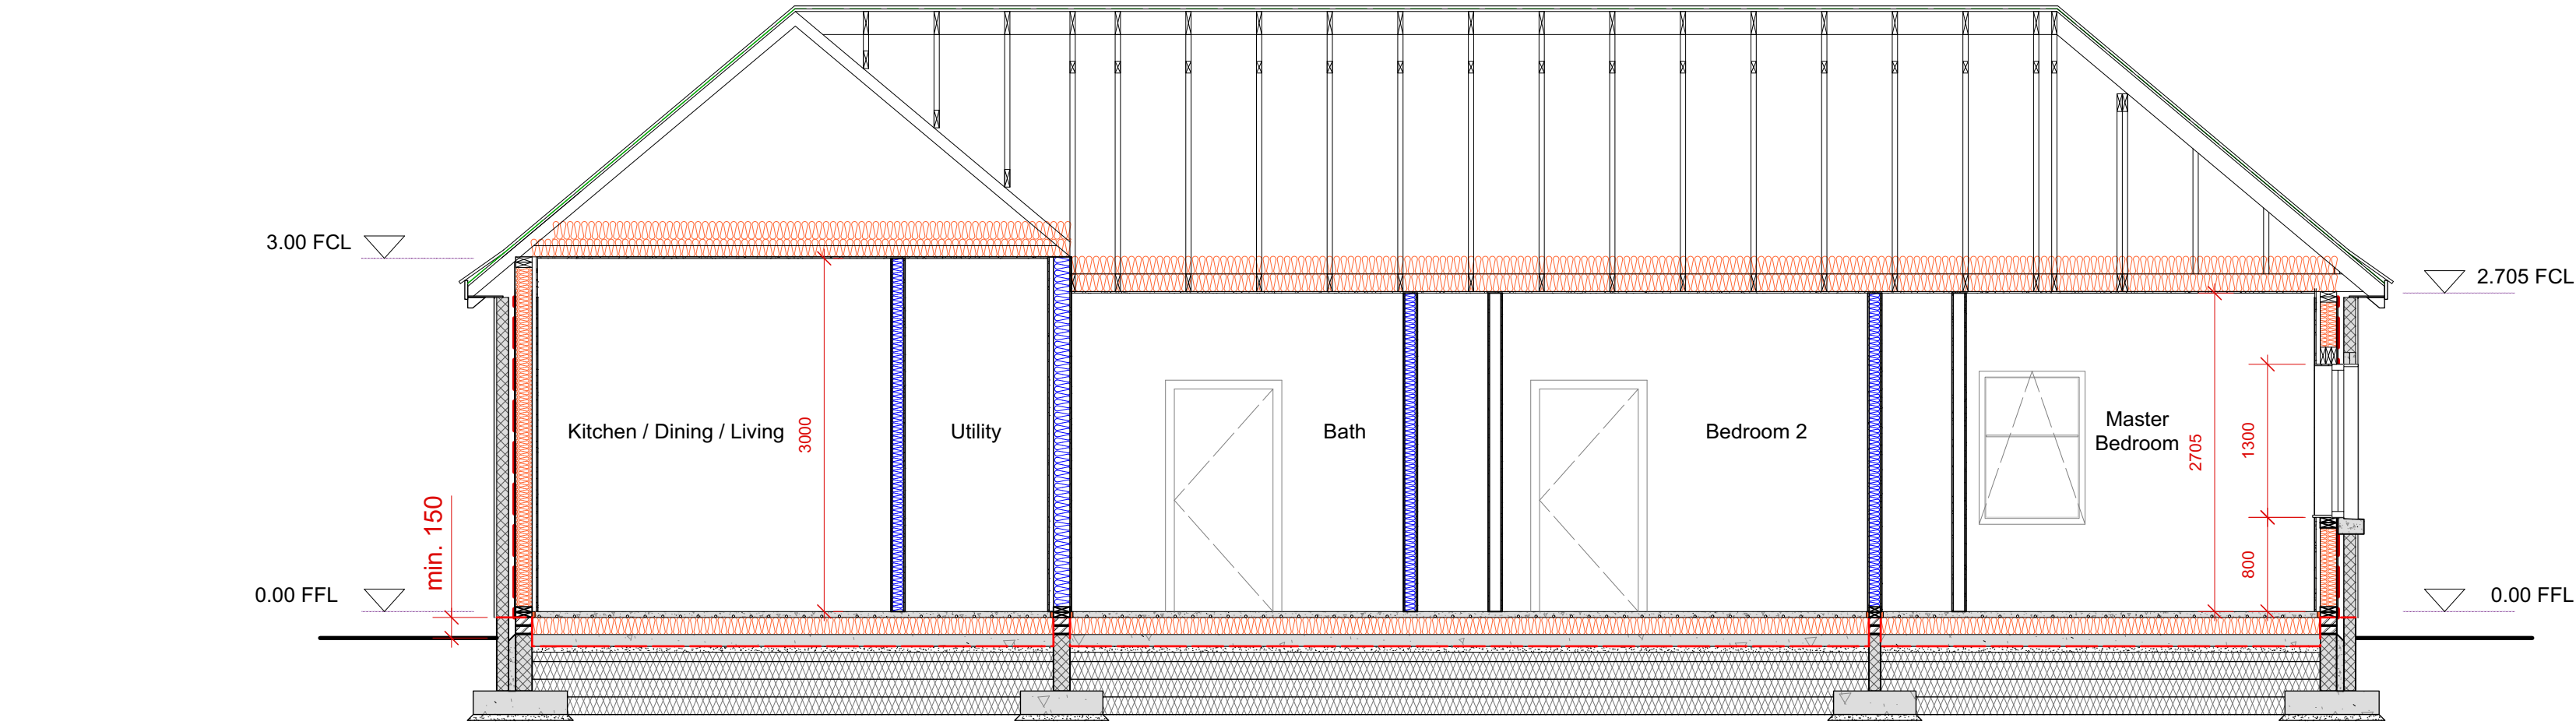 3.00 FCL
2.705 FCL
Kitchen / Dining / Living
3000
Utility
Bath
Bedroom 2
Master
Bedroom
2705
1300
800
min. 150
0.00 FFL
0.00 FFL